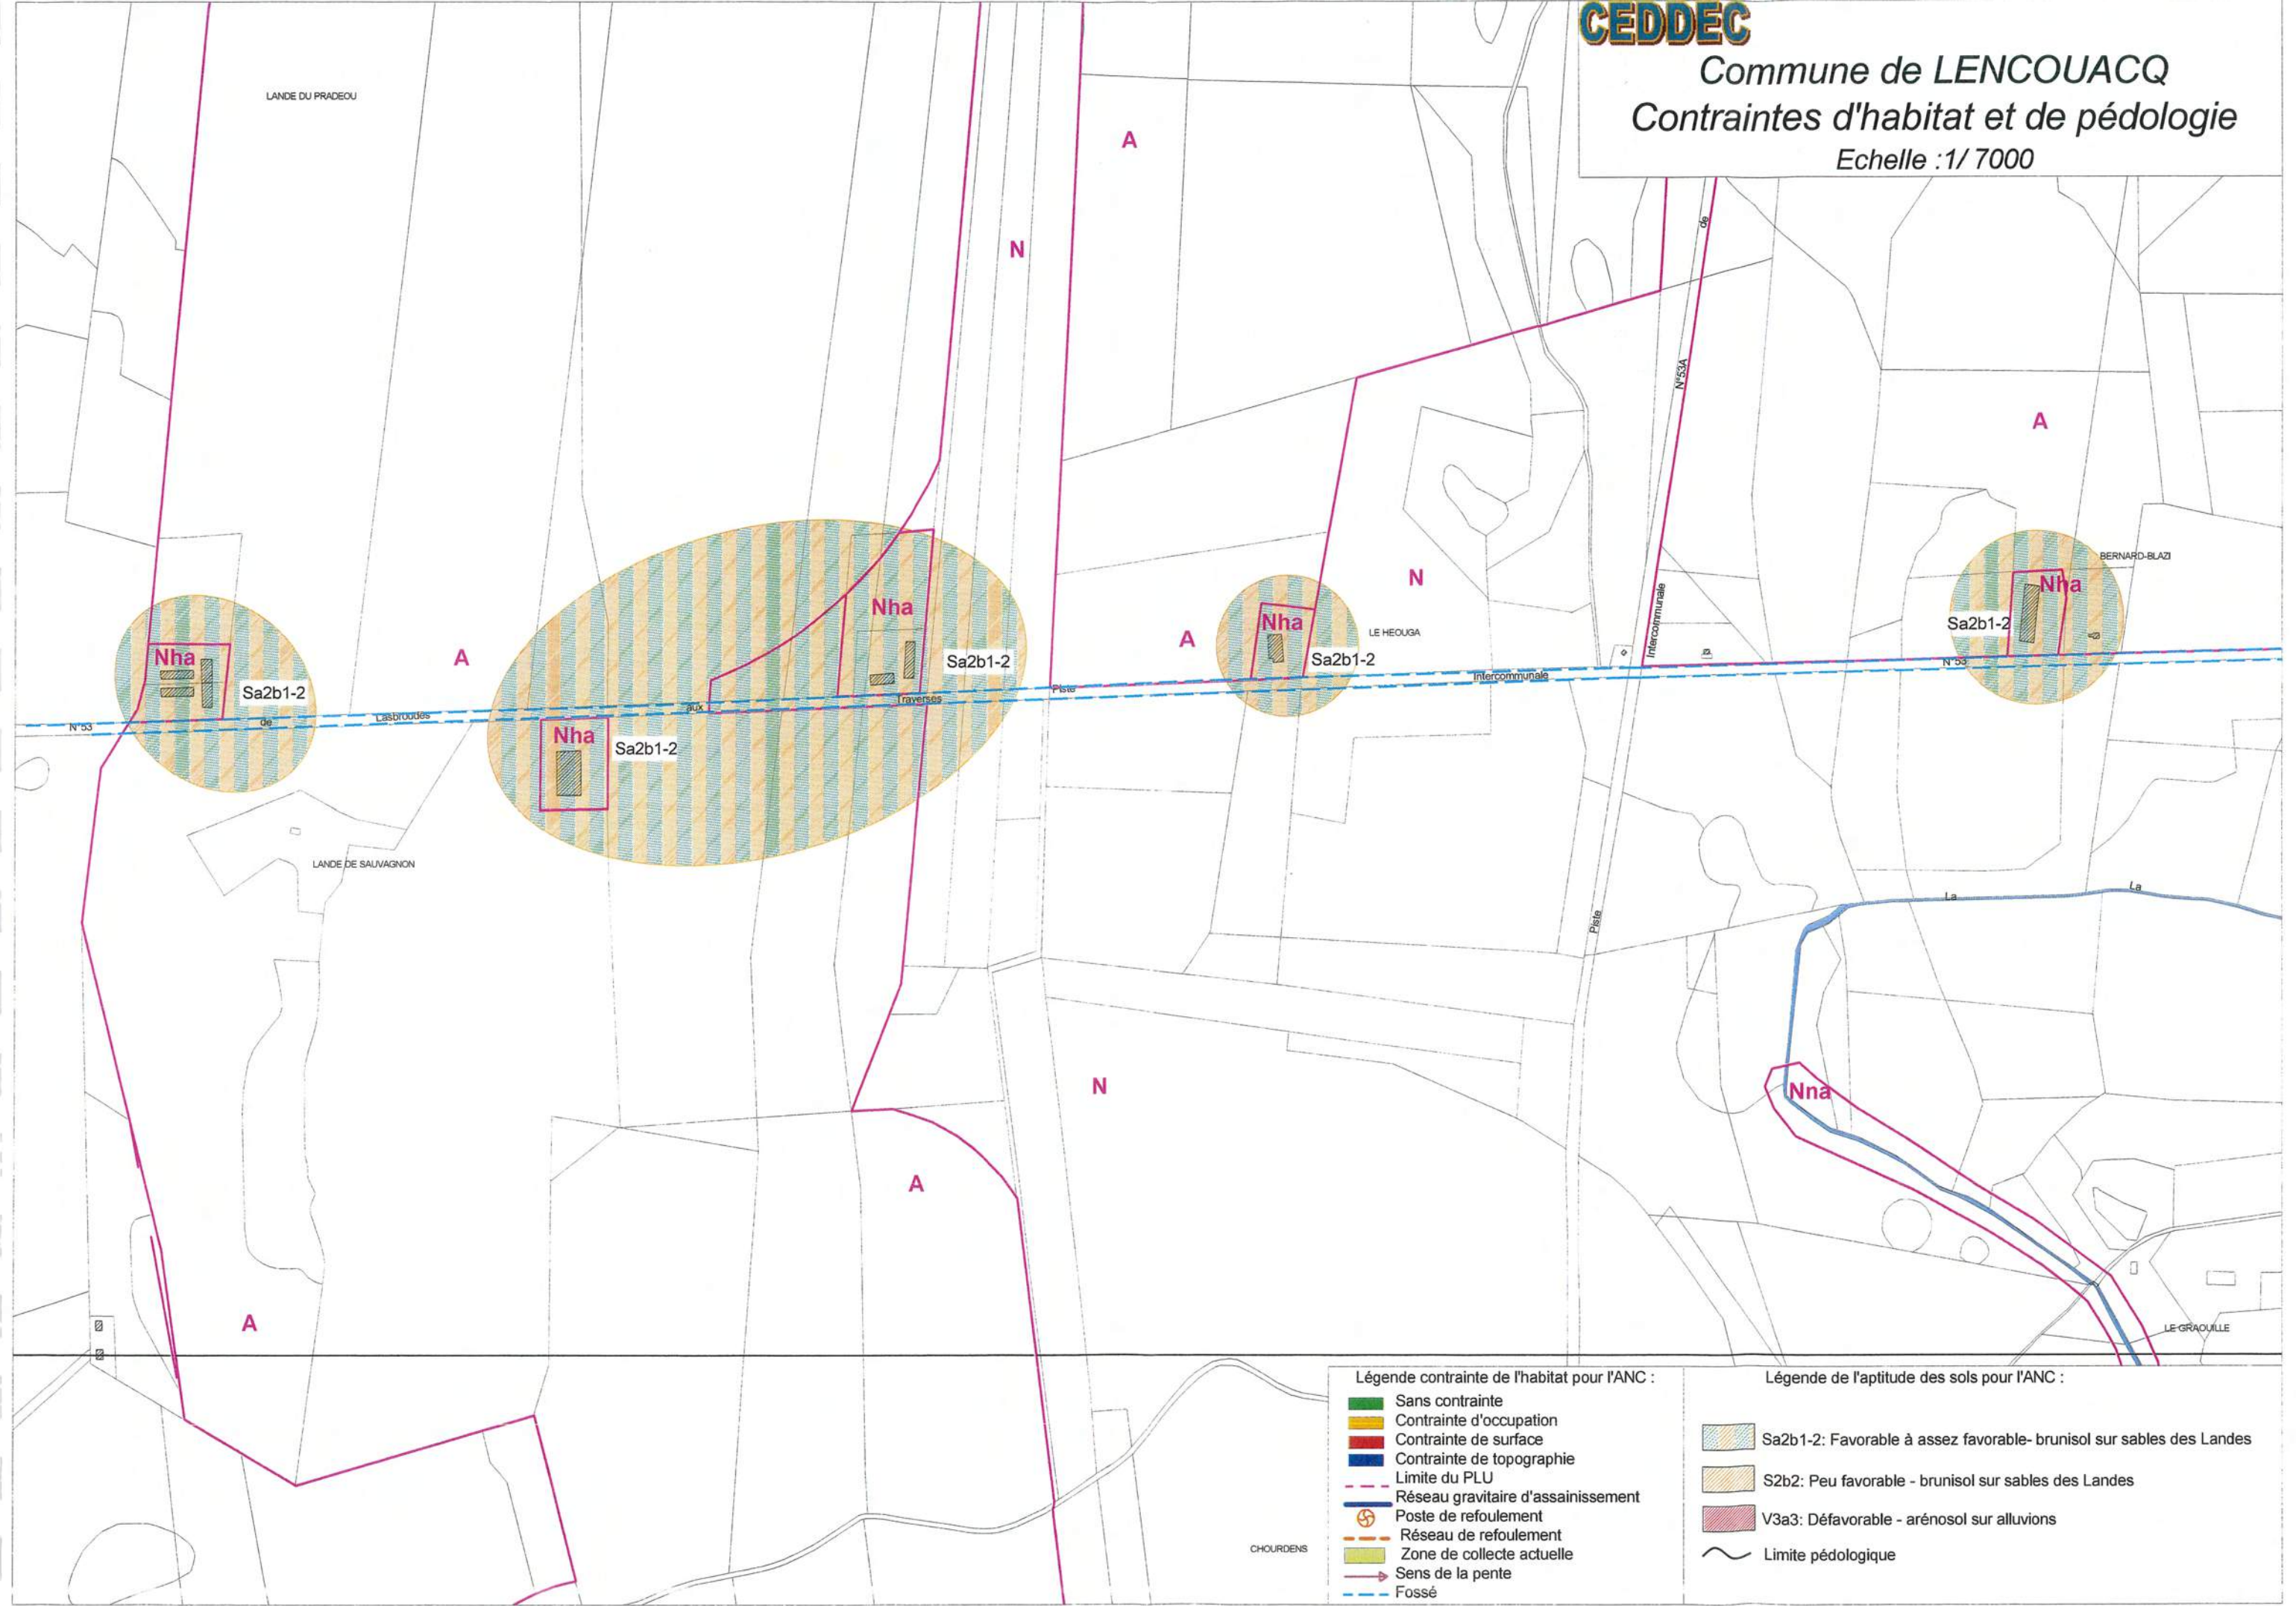 CEDDEC
Commune de LENCOUACQ
Contraintes d'habitat et de pédologie
Echelle :1/ 7000
LANDE DU PRADEOU
A
N
de
N°53A
A
BERNARD-BLAZI
Nha
Sa2b1-2
N
Intercommunale
Nha
A
LE HEOUGA
Sa2b1-2
Nha
Sa2b1-2
A
Nha
Sa2b1-2
N°53
de
Lasbroudes
aux
Traverses
Piste
Intercommunale
N°53
Nha
Sa2b1-2
LANDE DE SAUVAGNON
La
La
Piste
N
Nna
A
A
LE GRAOUILLE
CHOURDENS
Légende contrainte de l'habitat pour l'ANC :
Sans contrainte
Contrainte d'occupation
Contrainte de surface
Contrainte de topographie
Limite du PLU
Réseau gravitaire d'assainissement
Poste de refoulement
Réseau de refoulement
Zone de collecte actuelle
Sens de la pente
Fossé
Légende de l'aptitude des sols pour l'ANC :
Sa2b1-2: Favorable à assez favorable- brunisol sur sables des Landes
S2b2: Peu favorable - brunisol sur sables des Landes
V3a3: Défavorable - arénosol sur alluvions
Limite pédologique